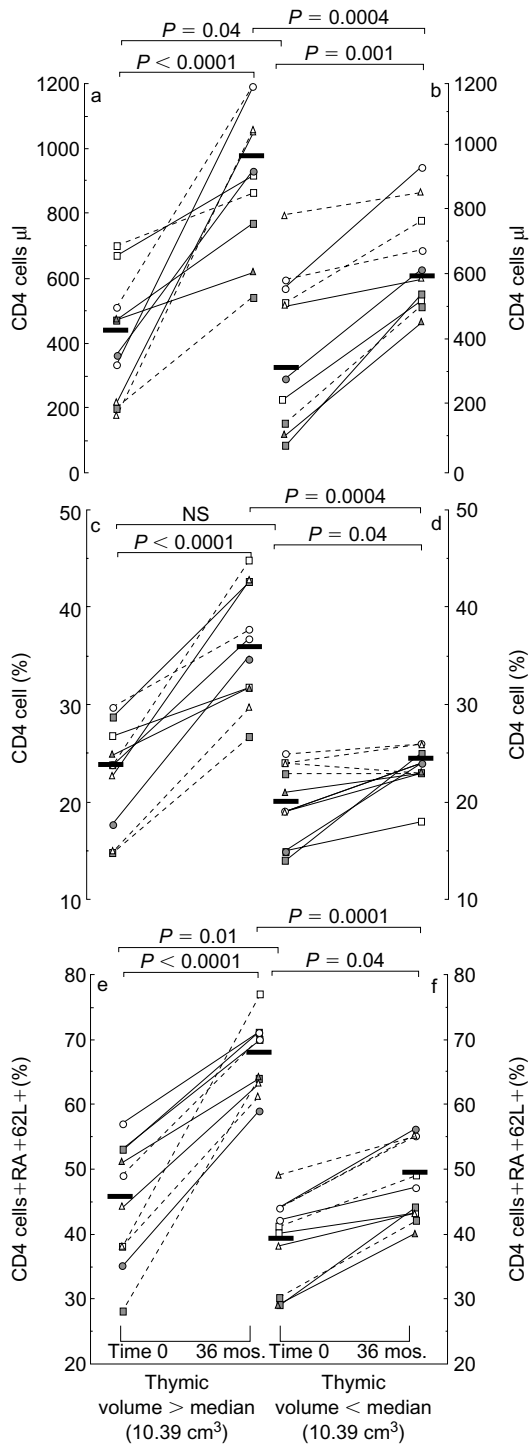 P = 0.04
P = 0.0004
P < 0.0001
P = 0.001
a
b
CD4 cells µl
1200
1000
800
600
400
200
0
1200
1000
800
600
400
200
0
CD4 cells µl
P = 0.0004
NS
P = 0.04
P < 0.0001
c
d
CD4 cell (%)
50
40
30
20
10
50
40
30
20
10
CD4 cell (%)
P = 0.0001
P = 0.01
P < 0.0001
P = 0.04
e
f
CD4 cells+RA+62L+ (%)
80
70
60
50
40
30
20
80
70
60
50
40
30
20
CD4 cells+RA+62L+ (%)
Time 0
36 mos.
Time 0
36 mos.
Thymic
volume > median
(10.39 cm³)
Thymic
volume < median
(10.39 cm³)